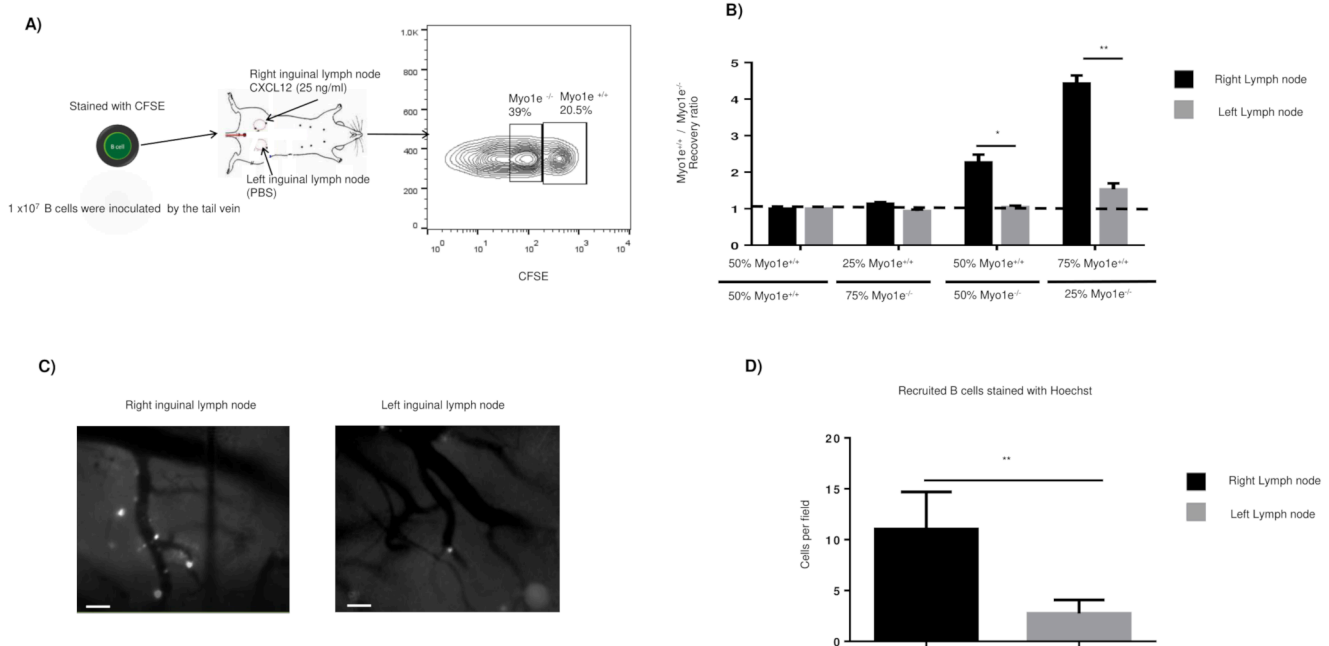 A)
Stained with CFSE
B cell
1 x10⁷ B cells were inoculated by the tail vein
Right inguinal lymph node
CXCL12 (25 ng/ml)
Left inguinal lymph node
(PBS)
1.0K
800
600
400
200
0
Myo1e -/-
39%
Myo1e +/+
20.5%
10⁰
10¹
10²
10³
10⁴
CFSE
B)
Myo1e+/+ / Myo1e-/-
Recovery ratio
5
4
3
2
1
0
*
**
50% Myo1e+/+
25% Myo1e+/+
50% Myo1e+/+
75% Myo1e+/+
50% Myo1e+/+
75% Myo1e-/-
50% Myo1e-/-
25% Myo1e-/-
Right Lymph node
Left Lymph node
C)
Right inguinal lymph node
Left inguinal lymph node
D)
Recruited B cells stained with Hoechst
Cells per field
20
15
10
5
0
**
Right Lymph node
Left Lymph node